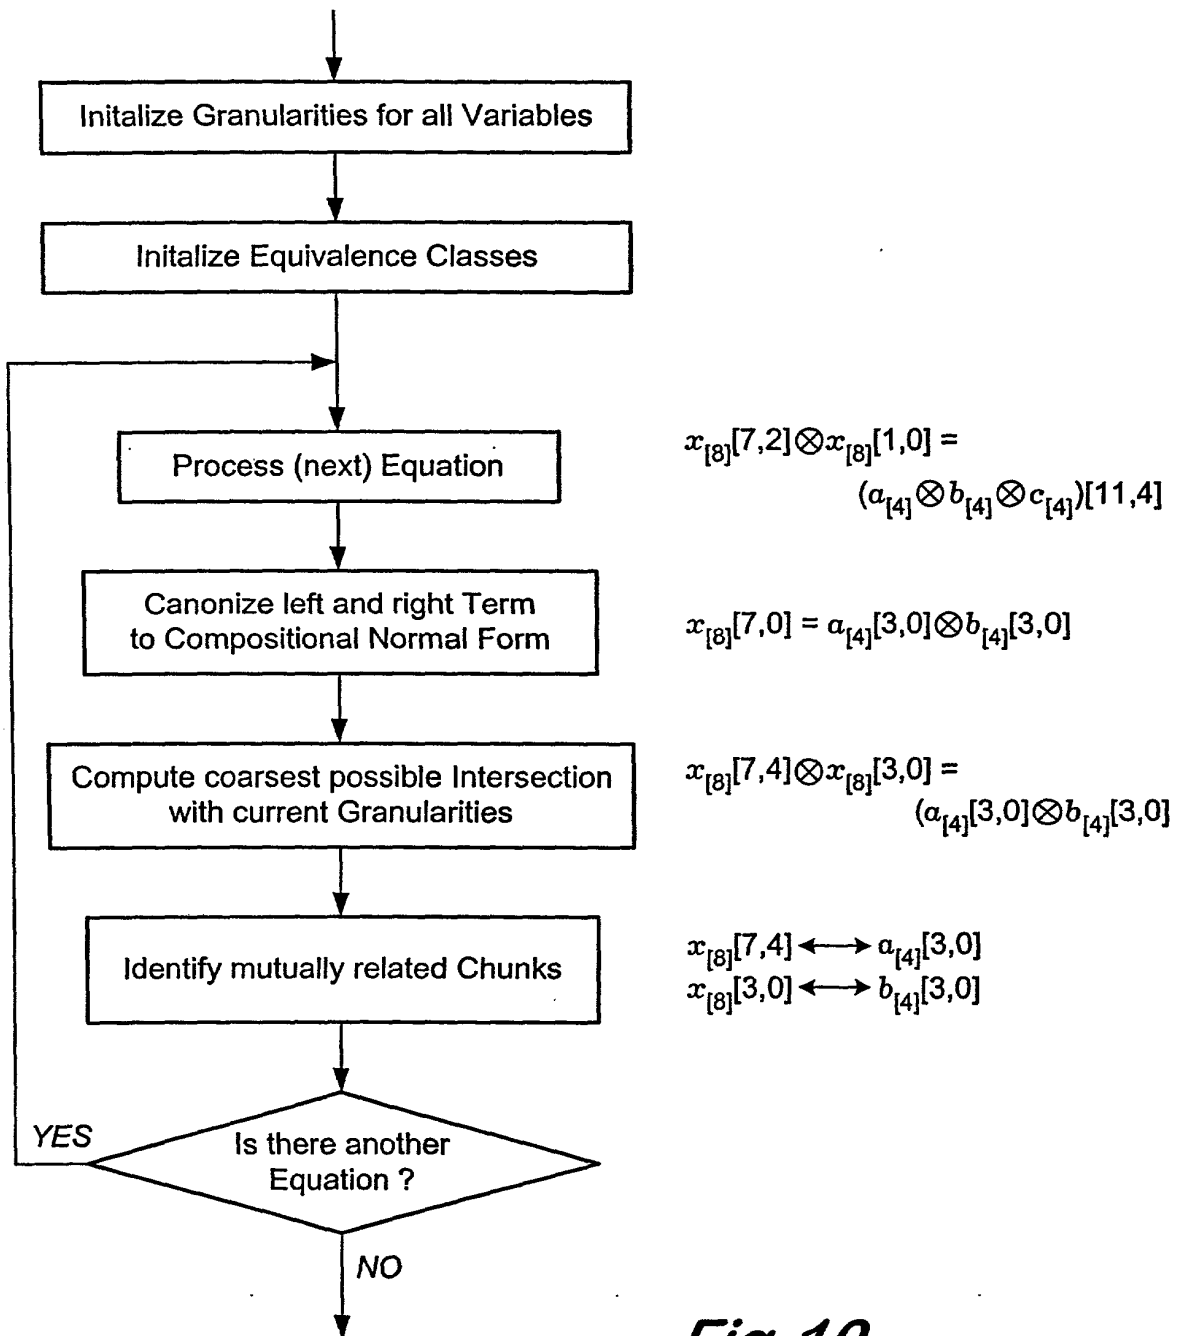 Initalize Granularities for all Variables
Initalize Equivalence Classes
Process (next) Equation
x[8][7,2]⊗x[8][1,0] =
(a[4]⊗b[4]⊗c[4])[11,4]
Canonize left and right Term
to Compositional Normal Form
x[8][7,0] = a[4][3,0]⊗b[4][3,0]
Compute coarsest possible Intersection
with current Granularities
x[8][7,4]⊗x[8][3,0] =
(a[4][3,0]⊗b[4][3,0]
Identify mutually related Chunks
x[8][7,4]⟷a[4][3,0]
x[8][3,0]⟷b[4][3,0]
YES
Is there another
Equation ?
NO
Fig 10